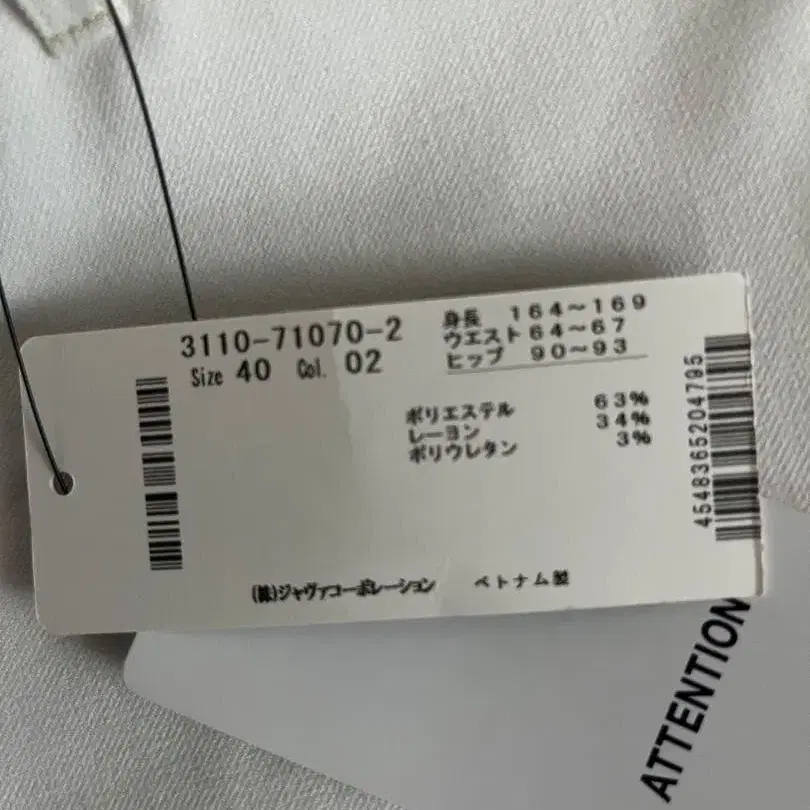 3110-71070-2
Size 40 Col. 02
身長 164~169
ウエスト 64~67
ヒップ 90~93
ポリエステル 63%
レーヨン 34%
ポリウレタン 3%
4548365204795
(株)ジャヴァコーポレーション ベトナム製
ATTENTION